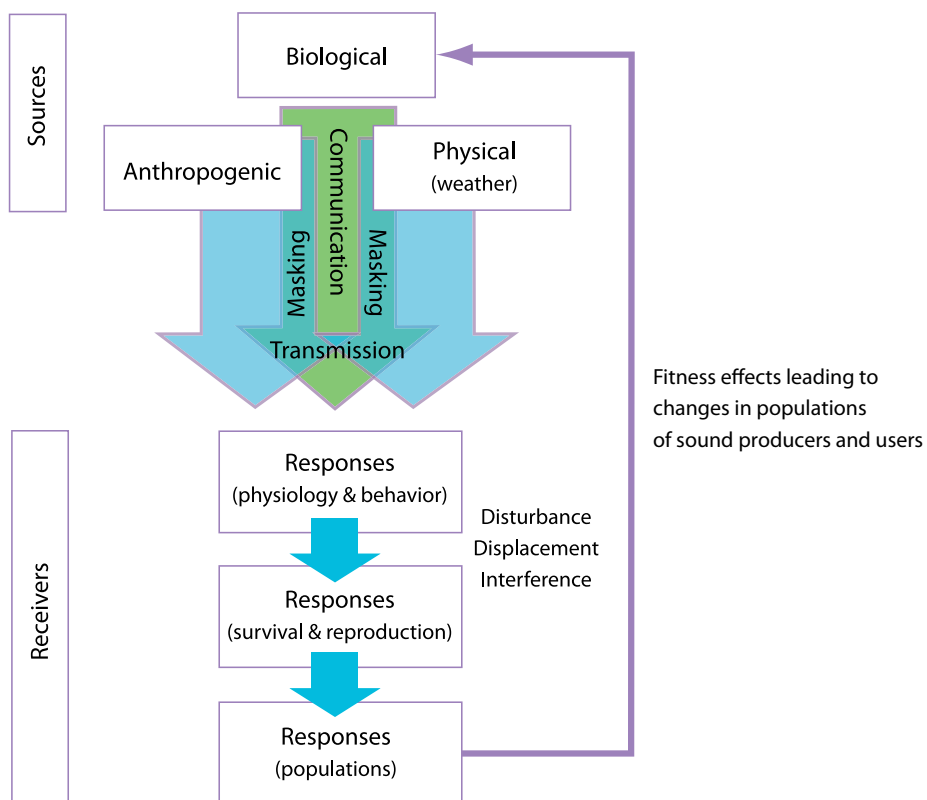 Sources
Biological
Anthropogenic
Physical
(weather)
Communication
Masking
Masking
Transmission
Receivers
Responses
(physiology & behavior)
Disturbance
Displacement
Interference
Responses
(survival & reproduction)
Responses
(populations)
Fitness effects leading to
changes in populations
of sound producers and users